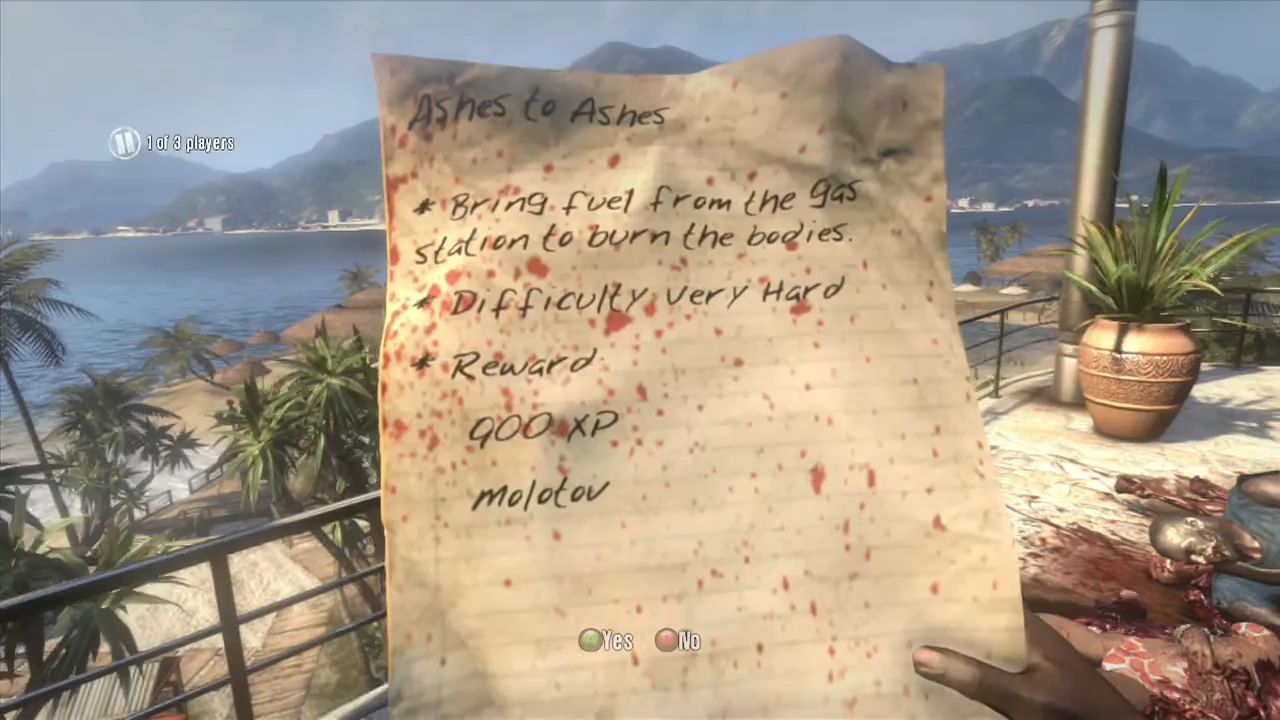 1 of 3 players
Ashes to Ashes
* Bring fuel from the gas
station to burn the bodies.
* Difficulty Very Hard
* Reward
900 XP
Molotov
Yes No